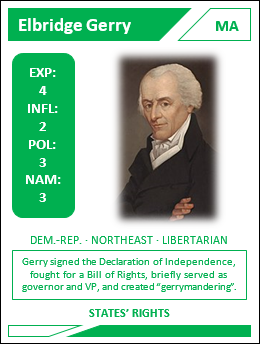 Elbridge Gerry
MA
EXP:
4
INFL:
2
POL:
3
NAM:
3
DEM.-REP. · NORTHEAST · LIBERTARIAN
Gerry signed the Declaration of Independence,
fought for a Bill of Rights, briefly served as
governor and VP, and created “gerrymandering”.
STATES’ RIGHTS